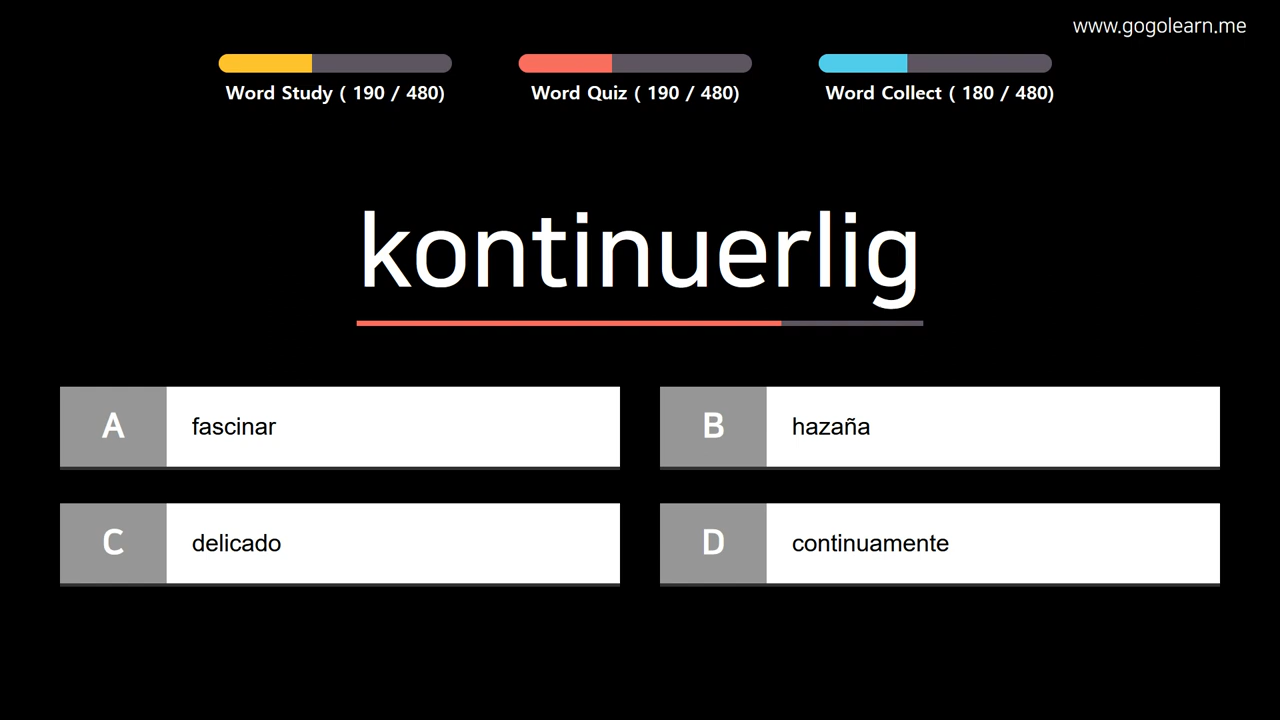 www.gogolearn.me
Word Study ( 190 / 480)
Word Quiz ( 190 / 480)
Word Collect ( 180 / 480)
kontinuerlig
A fascinar
B hazaña
C delicado
D continuamente